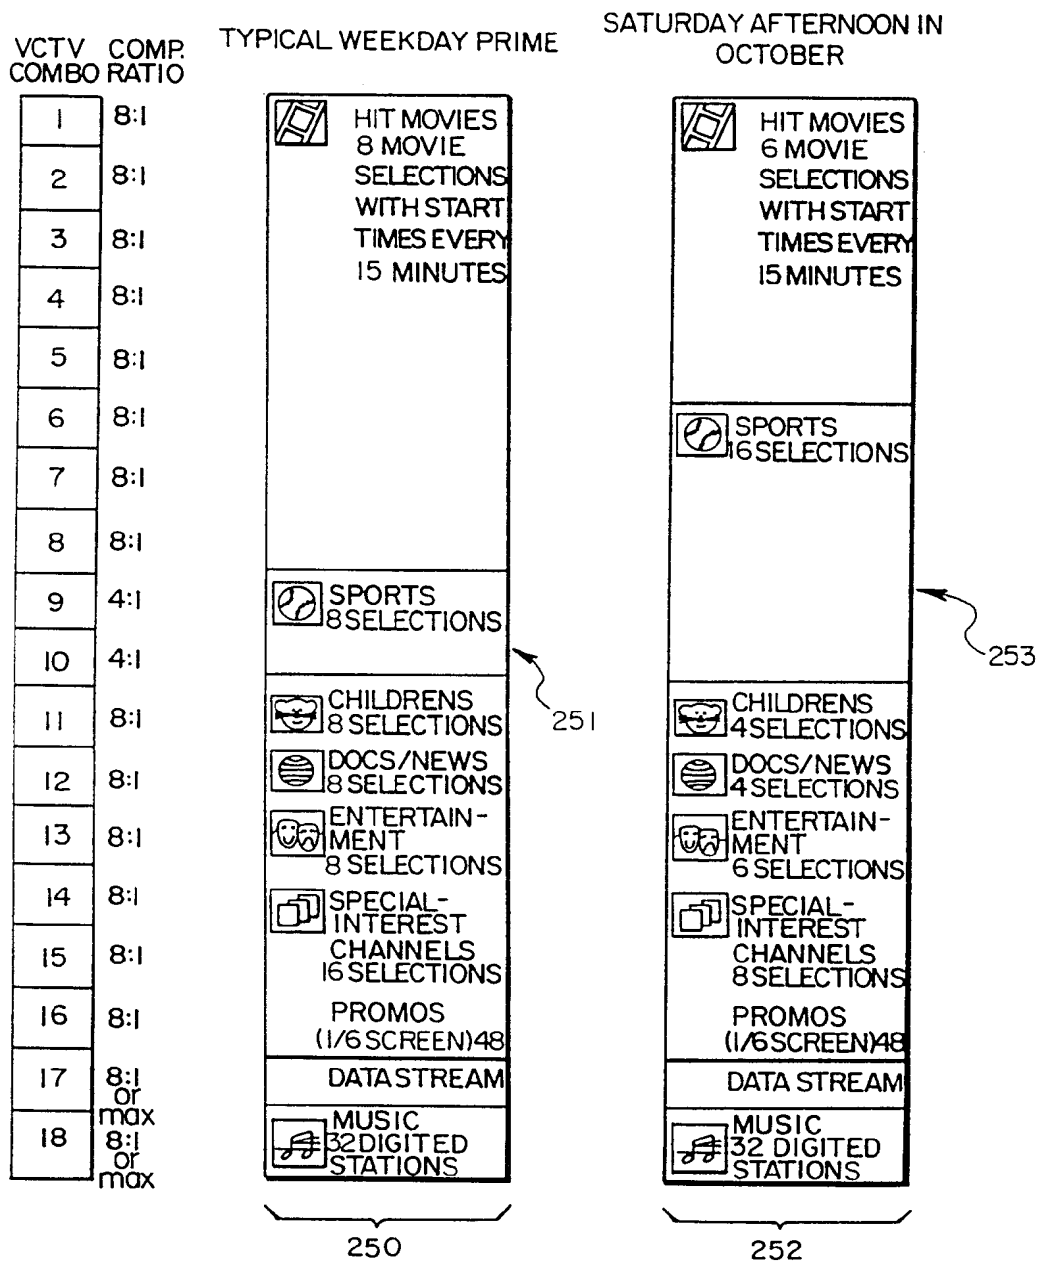 VCTV COMBO
COMP. RATIO
TYPICAL WEEKDAY PRIME
SATURDAY AFTERNOON IN
OCTOBER
1 8:1
2 8:1
3 8:1
4 8:1
5 8:1
6 8:1
7 8:1
8 8:1
9 4:1
10 4:1
11 8:1
12 8:1
13 8:1
14 8:1
15 8:1
16 8:1
17 8:1
or
max
18 8:1
or
max
HIT MOVIES
8 MOVIE
SELECTIONS
WITH START
TIMES EVERY
15 MINUTES
SPORTS
8 SELECTIONS
CHILDRENS
8 SELECTIONS
DOCS/NEWS
8 SELECTIONS
ENTERTAIN-
MENT
8 SELECTIONS
SPECIAL-
INTEREST
CHANNELS
16 SELECTIONS
PROMOS
(1/6 SCREEN)48
DATA STREAM
MUSIC
32 DIGITED
STATIONS
251
250
HIT MOVIES
6 MOVIE
SELECTIONS
WITH START
TIMES EVERY
15 MINUTES
SPORTS
16 SELECTIONS
CHILDRENS
4 SELECTIONS
DOCS/NEWS
4 SELECTIONS
ENTERTAIN-
MENT
6 SELECTIONS
SPECIAL-
INTEREST
CHANNELS
8 SELECTIONS
PROMOS
(1/6 SCREEN)48
DATA STREAM
MUSIC
32 DIGITED
STATIONS
253
252